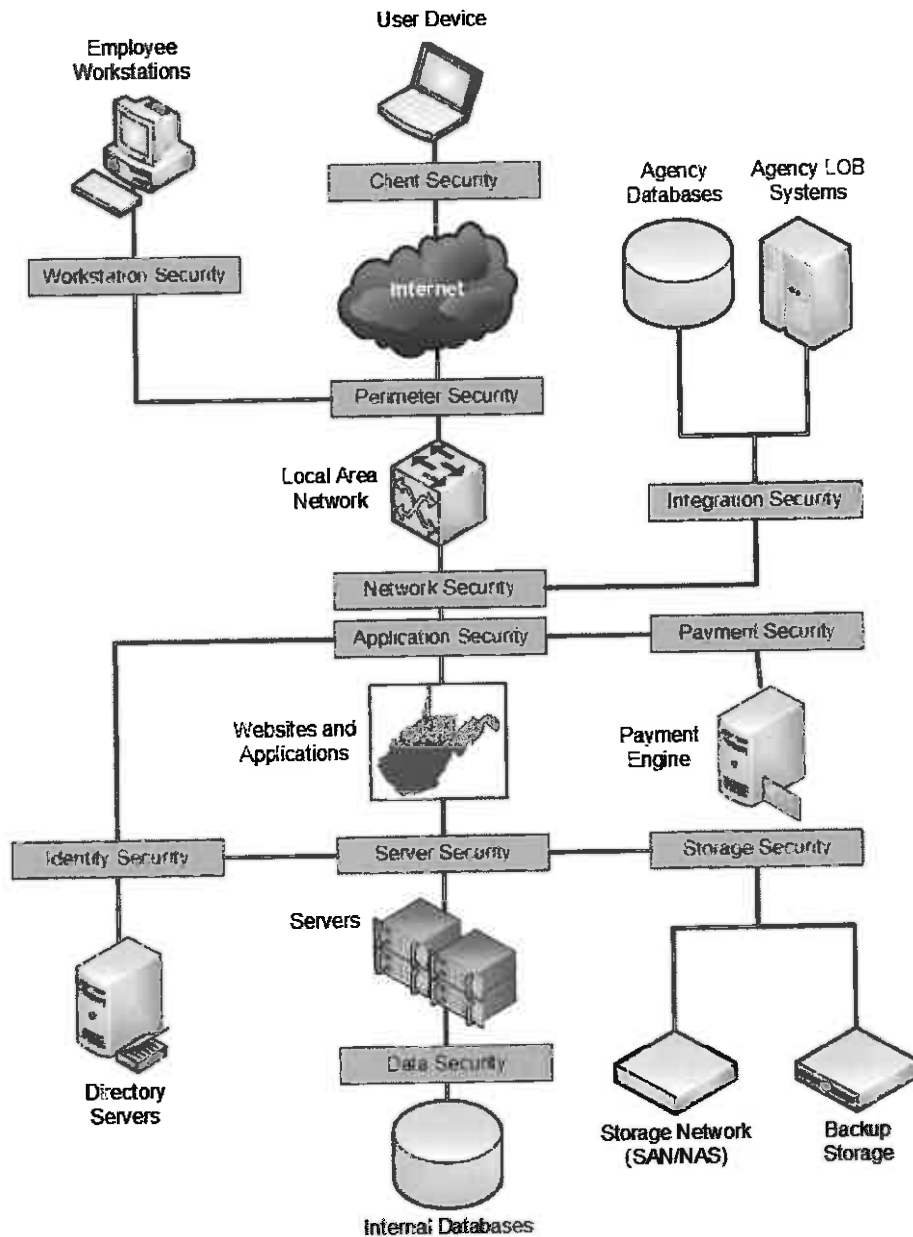 User Device
Employee
Workstations
Client Security
Agency
Databases
Agency LOB
Systems
Workstation Security
Internet
Perimeter Security
Local Area
Network
Integration Security
Network Security
Application Security
Payment Security
Websites and
Applications
Payment
Engine
Identity Security
Server Security
Storage Security
Servers
Data Security
Directory
Servers
Storage Network
(SAN/NAS)
Backup
Storage
Internal Databases